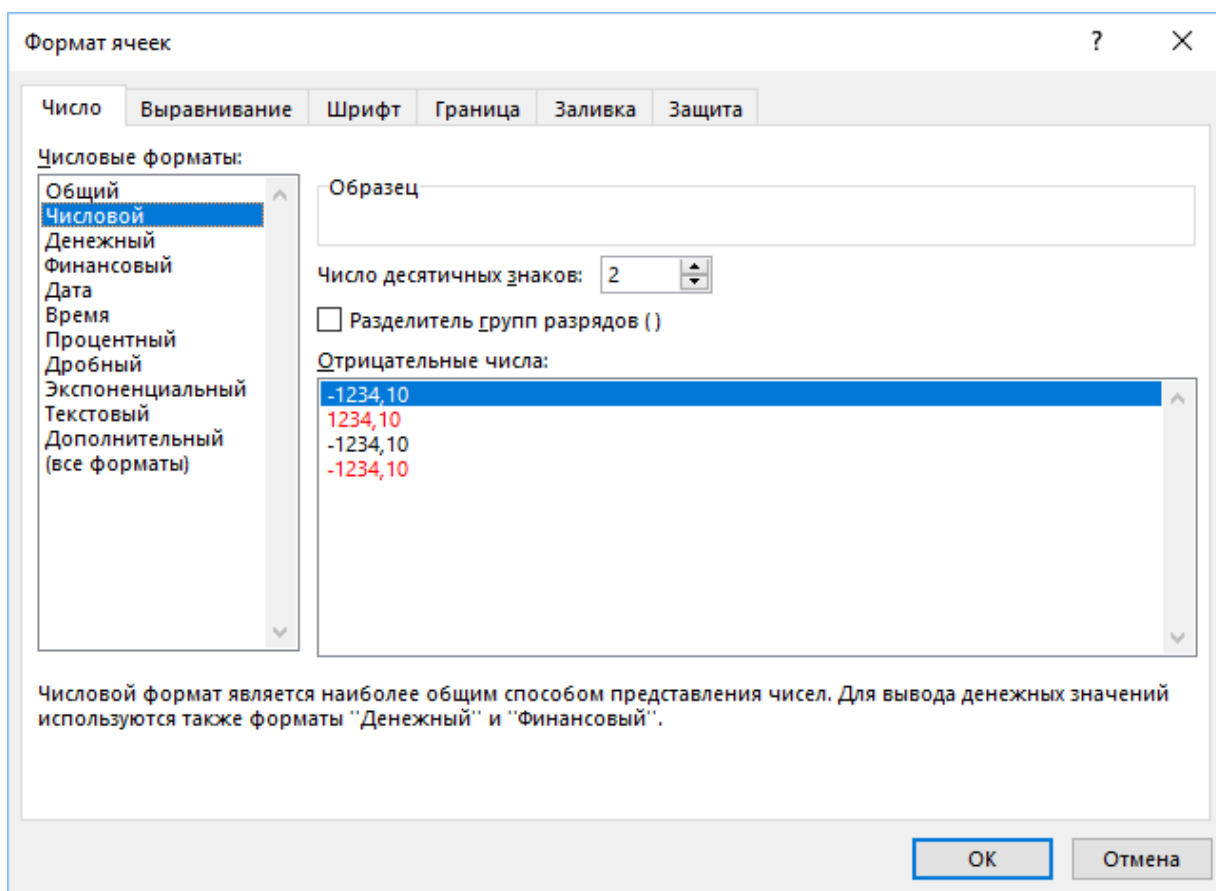 Формат ячеек
?
Число Выравнивание Шрифт Граница Заливка Защита
Числовые форматы:
Общий
Числовой
Денежный
Финансовый
Дата
Время
Процентный
Дробный
Экспоненциальный
Текстовый
Дополнительный
(все форматы)
Образец
Число десятичных знаков: 2
Разделитель групп разрядов ( )
Отрицательные числа:
-1234,10
1234,10
-1234,10
-1234,10
Числовой формат является наиболее общим способом представления чисел. Для вывода денежных значений
используются также форматы "Денежный" и "Финансовый".
ОК Отмена